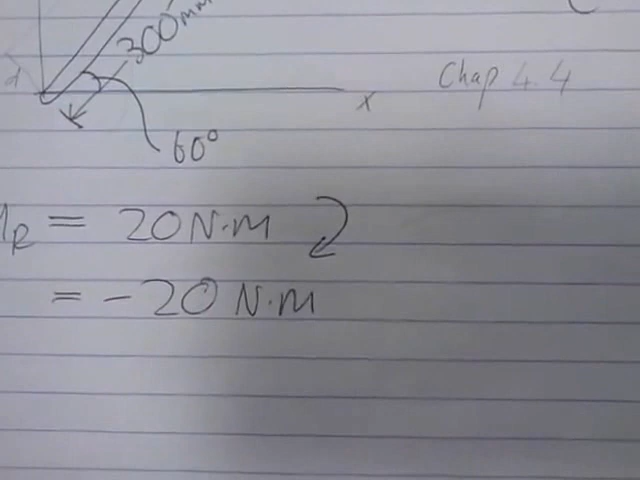 300mm
Chap 4.4
x
60°
R = 20 N·m
= - 20 N·m